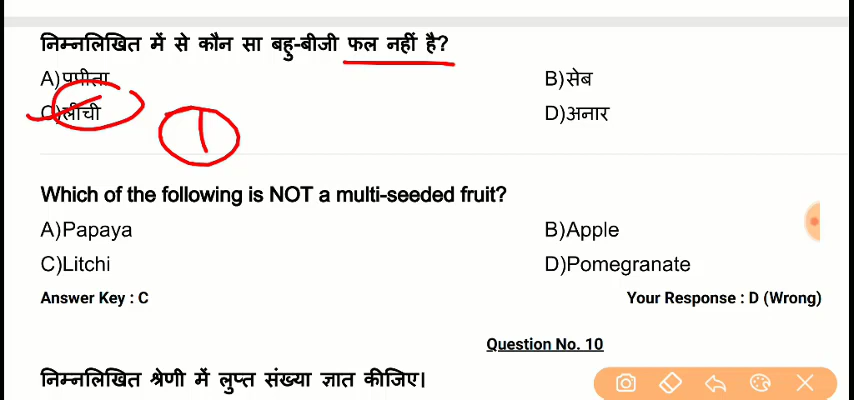 निम्नलिखित में से कौन सा बहु-बीजी फल नहीं है?
A)पपीता B)सेब
C)लीची D)अनार
1
Which of the following is NOT a multi-seeded fruit?
A)Papaya B)Apple
C)Litchi D)Pomegranate
Answer Key : C Your Response : D (Wrong)
Question No. 10
निम्नलिखित श्रेणी में लुप्त संख्या ज्ञात कीजिए।